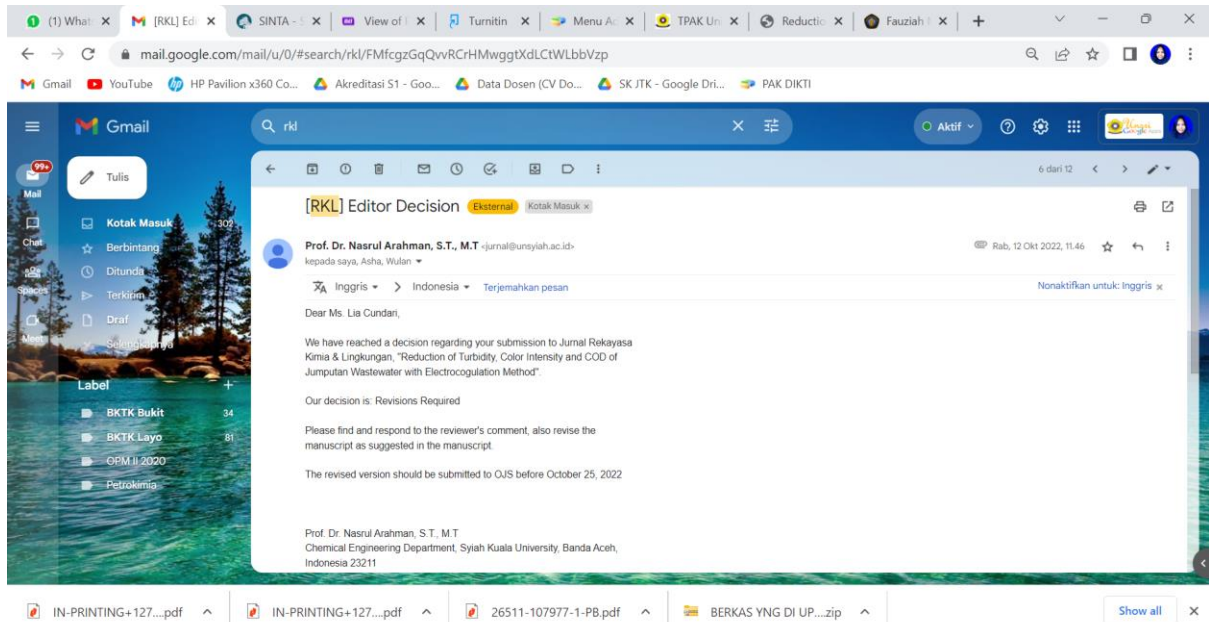 (1) What
[RKL] Edi
SINTA -
View of
Turnitin
Menu A
TPAK Un
Reductio
Fauziah
mail.google.com/mail/u/0/#search/rkl/FMfcgzGqQvvRCrHMwggtXdLCtWLbbVzp
Gmail
YouTube
HP Pavilion x360 Co...
Akreditasi S1 - Goo...
Data Dosen (CV Do...
SK JTK - Google Dri...
PAK DIKTI
Gmail
rkl
Aktif
99+
Mail
Chat
Spaces
Meet
Tulis
Kotak Masuk 302
Berbintang
Ditunda
Terkirim
Draf
Selengkapnya
Label
BKTK Bukit 34
BKTK Layo 81
OPM II 2020
Petrokimia
6 dari 12
[RKL] Editor Decision Eksternal Kotak Masuk ×
Prof. Dr. Nasrul Arahman, S.T., M.T <jurnal@unsyiah.ac.id>
Rab, 12 Okt 2022, 11.46
kepada saya, Asha, Wulan
Inggris > Indonesia Terjemahkan pesan
Nonaktifkan untuk: Inggris ×
Dear Ms. Lia Cundari,
We have reached a decision regarding your submission to Jurnal Rekayasa
Kimia & Lingkungan, "Reduction of Turbidity, Color Intensity and COD of
Jumputan Wastewater with Electrocogulation Method".
Our decision is: Revisions Required
Please find and respond to the reviewer's comment, also revise the
manuscript as suggested in the manuscript.
The revised version should be submitted to OJS before October 25, 2022
Prof. Dr. Nasrul Arahman, S.T., M.T
Chemical Engineering Department, Syiah Kuala University, Banda Aceh,
Indonesia 23211
IN-PRINTING+127....pdf
IN-PRINTING+127....pdf
26511-107977-1-PB.pdf
BERKAS YNG DI UP....zip
Show all